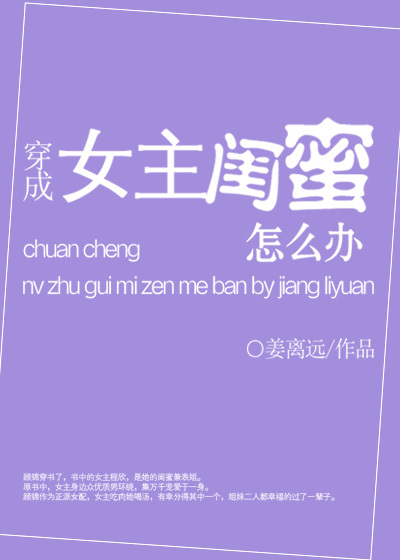 穿成女主闺蜜
怎么办
chuan cheng
nv zhu gui mi zen me ban by jiang liyuan
○姜离远/作品
顾锦穿书了，书中的女主程欣，是她的闺蜜兼表姐。
原书中，女主身边众优质男环绕，集万千宠爱于一身。
顾锦作为正派女配，女主吃肉她喝汤，有幸分得其中一个，姐妹二人都幸福的过了一辈子。